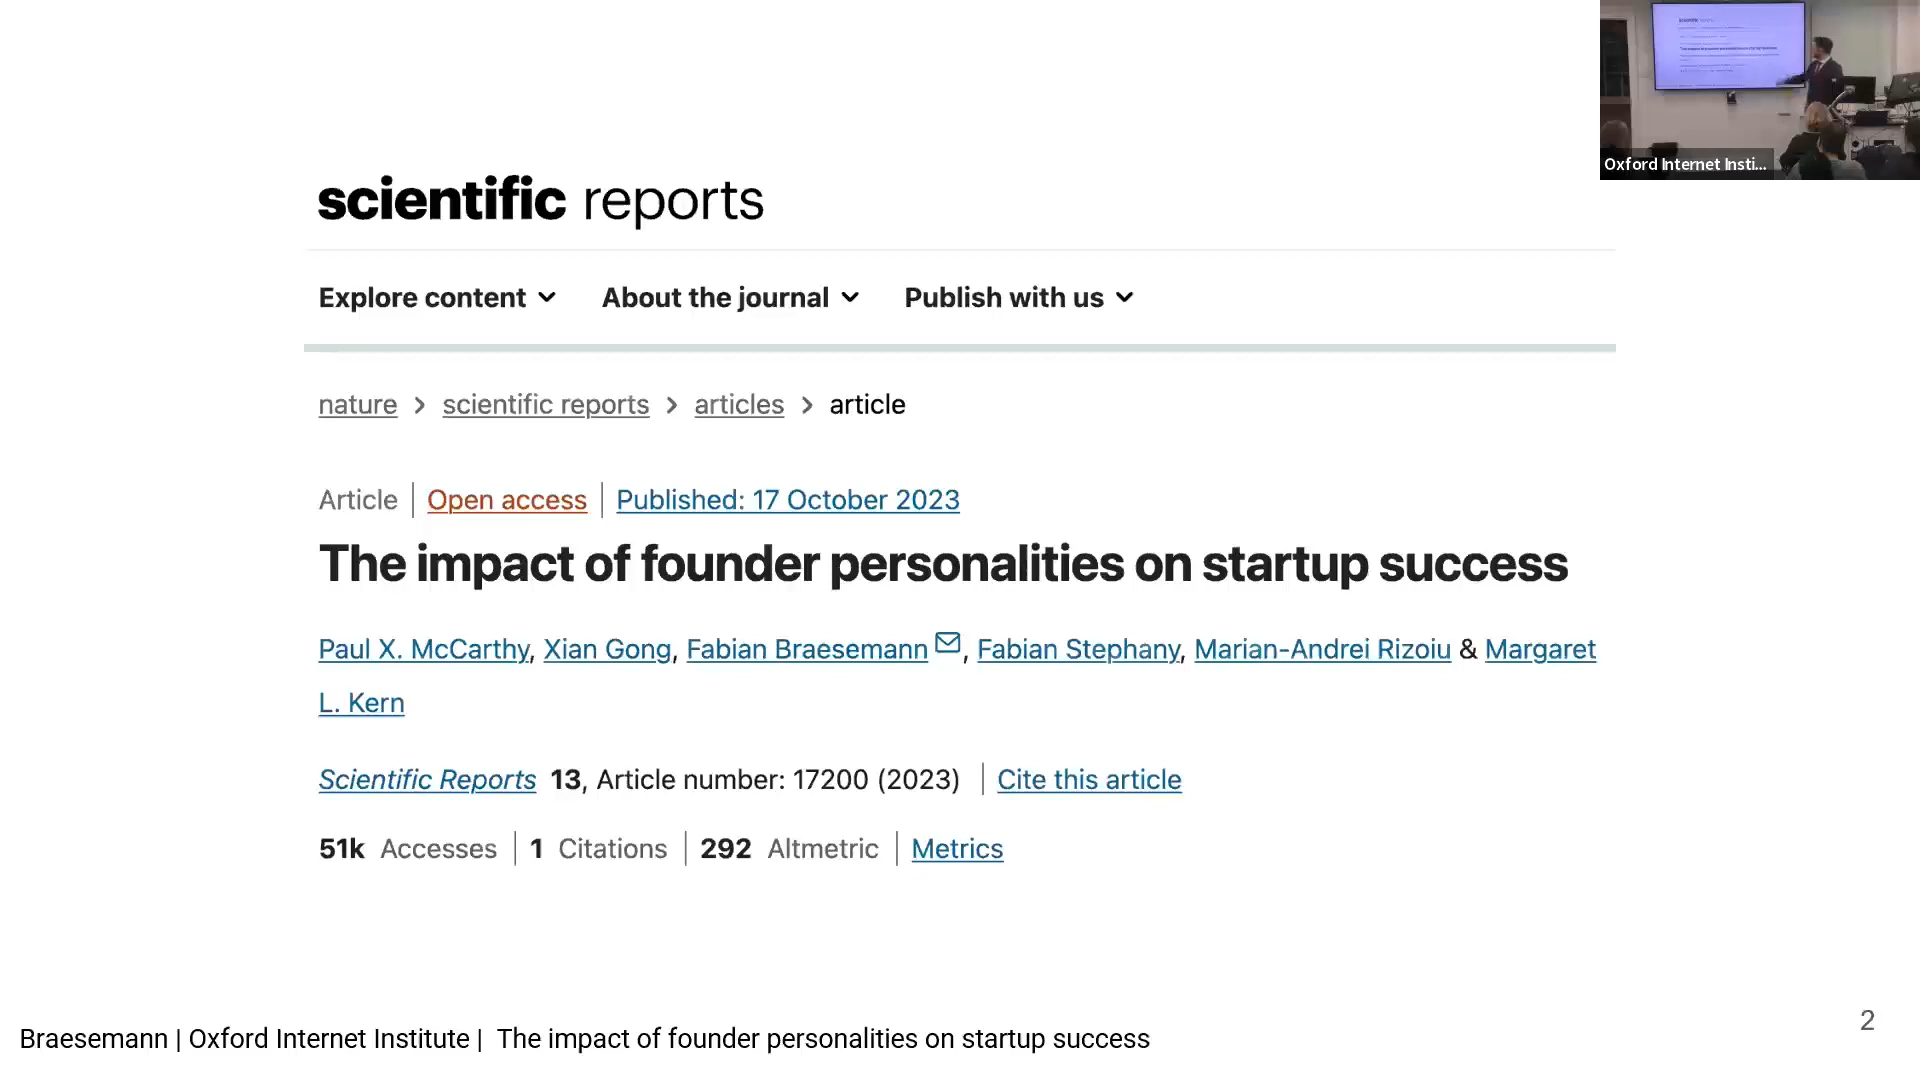 Oxford Internet Insti...
scientific reports
Explore content About the journal Publish with us
nature > scientific reports > articles > article
Article | Open access | Published: 17 October 2023
The impact of founder personalities on startup success
Paul X. McCarthy, Xian Gong, Fabian Braesemann, Fabian Stephany, Marian-Andrei Rizoiu & Margaret
L. Kern
Scientific Reports 13, Article number: 17200 (2023) | Cite this article
51k Accesses | 1 Citations | 292 Altmetric | Metrics
Braesemann | Oxford Internet Institute | The impact of founder personalities on startup success
2